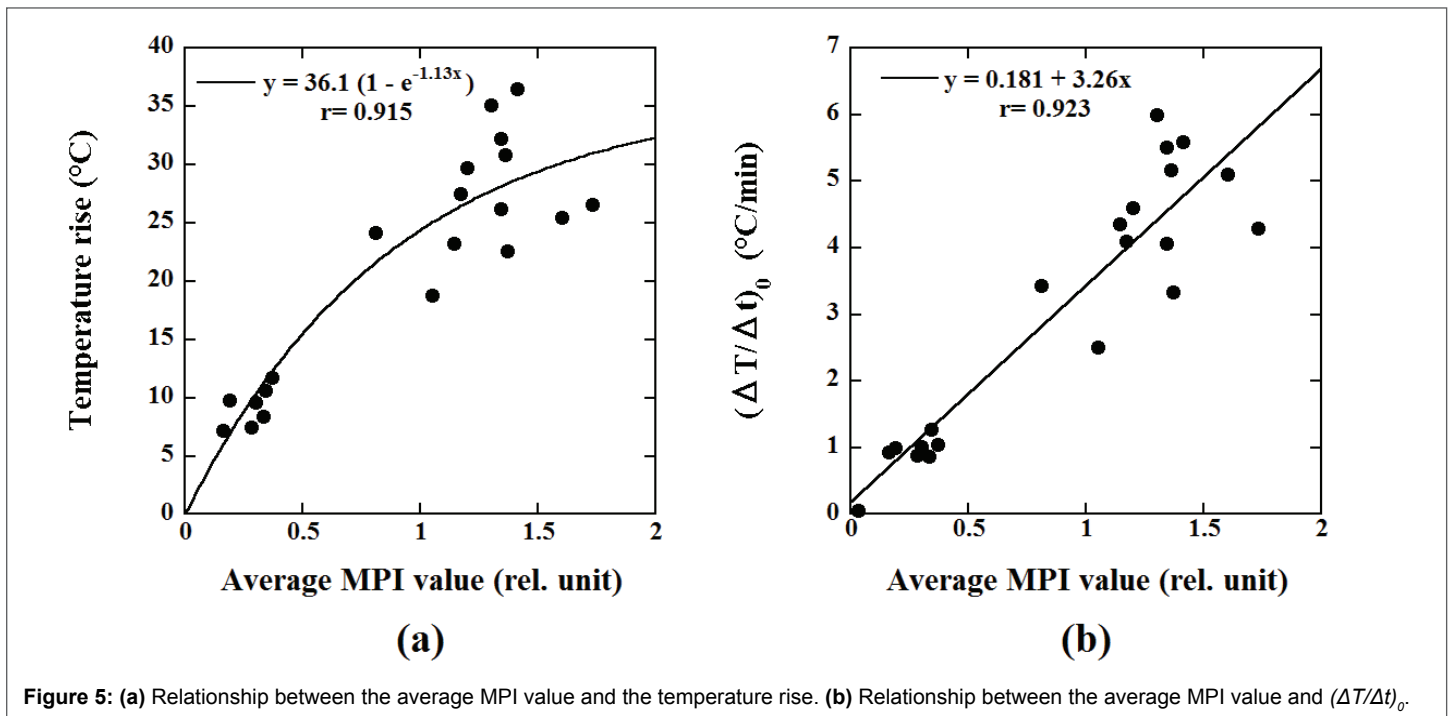 40
35
30
25
20
15
10
5
0
0
0.5
1
1.5
2
y = 36.1 (1 - e^-1.13x)
r= 0.915
Temperature rise (°C)
Average MPI value (rel. unit)
(a)
7
6
5
4
3
2
1
0
0
0.5
1
1.5
2
y = 0.181 + 3.26x
r= 0.923
(ΔT/Δt)0 (°C/min)
Average MPI value (rel. unit)
(b)
Figure 5: (a) Relationship between the average MPI value and the temperature rise. (b) Relationship between the average MPI value and (ΔT/Δt)0.